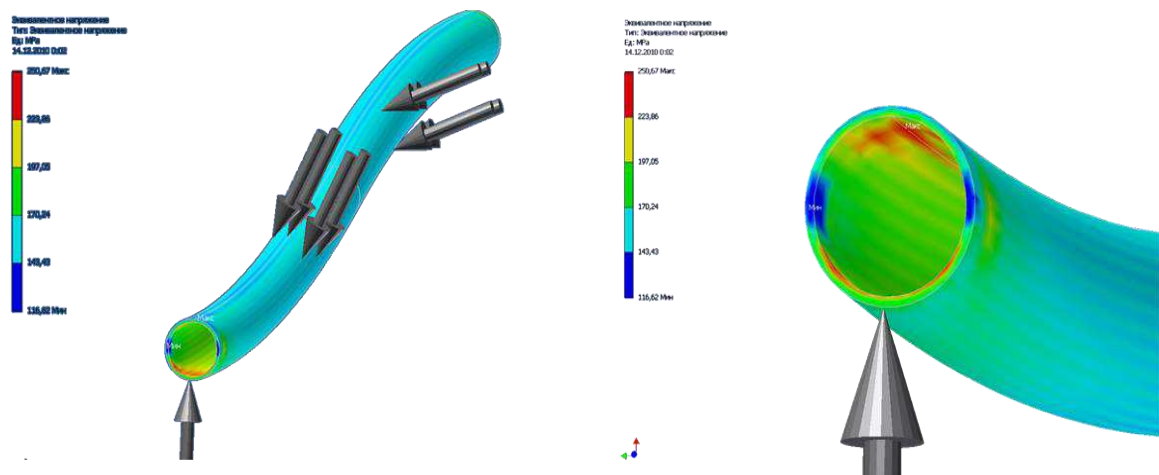 Эквивалентное напряжение
Тип: Эквивалентное напряжение
Ед: MPa
14.12.2010 0:02
250,67 Макс
223,86
197,05
170,24
143,43
116,62 Мин
Макс
Мин
Эквивалентное напряжение
Тип: Эквивалентное напряжение
Ед: MPa
14.12.2010 0:02
250,67 Макс
223,86
197,05
170,24
143,43
116,62 Мин
Макс
Мин